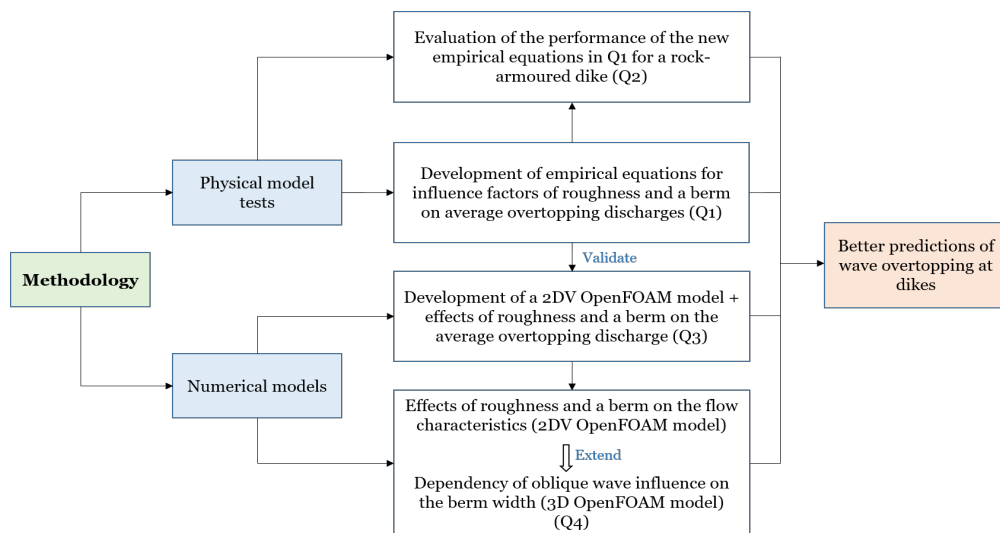 Methodology
Physical model
tests
Numerical models
Evaluation of the performance of the new
empirical equations in Q1 for a rock-
armoured dike (Q2)
Development of empirical equations for
influence factors of roughness and a berm
on average overtopping discharges (Q1)
Validate
Development of a 2DV OpenFOAM model +
effects of roughness and a berm on the
average overtopping discharge (Q3)
Effects of roughness and a berm on the flow
characteristics (2DV OpenFOAM model)
Extend
Dependency of oblique wave influence on
the berm width (3D OpenFOAM model)
(Q4)
Better predictions of
wave overtopping at
dikes